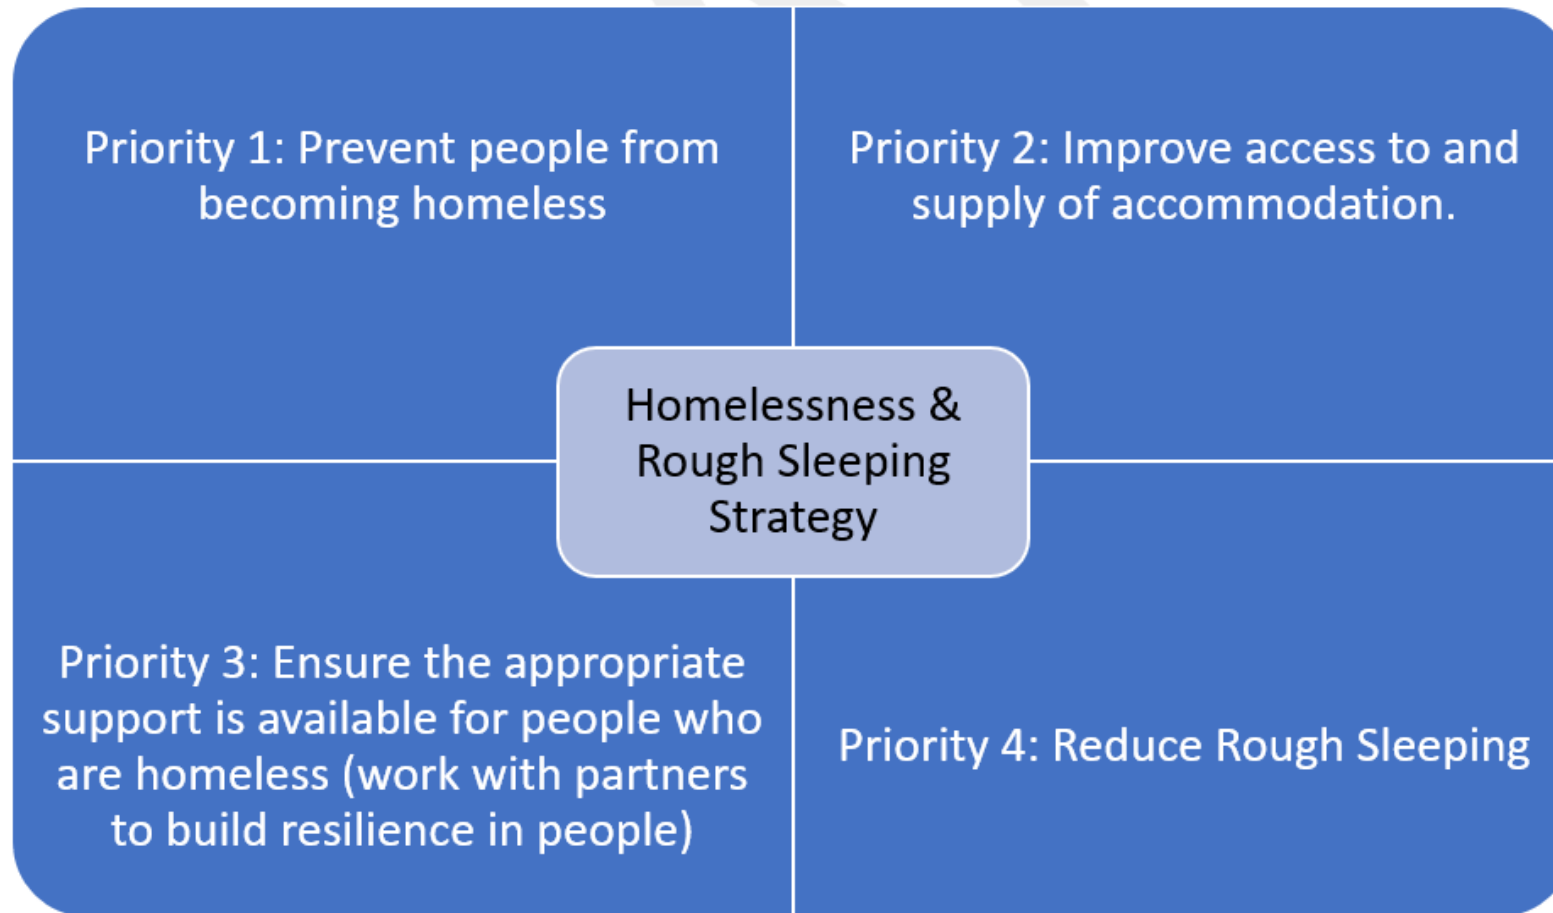 Priority 1: Prevent people from
becoming homeless
Priority 2: Improve access to and
supply of accommodation.
Homelessness &
Rough Sleeping
Strategy
Priority 3: Ensure the appropriate
support is available for people who
are homeless (work with partners
to build resilience in people)
Priority 4: Reduce Rough Sleeping